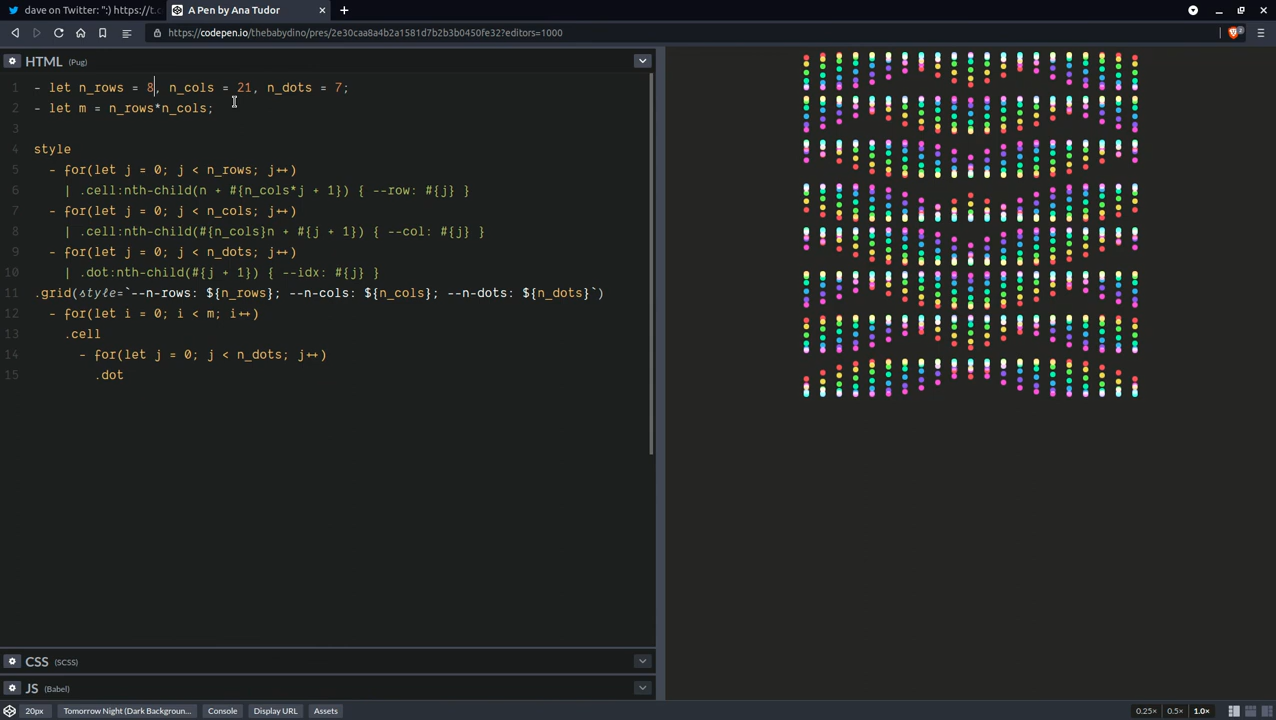 dave on Twitter: ":) https://t.c
A Pen by Ana Tudor
https://codepen.io/thebabydino/pres/2e30caa8a4b2a1581d7b2b3b0450fe32?editors=1000
2
HTML (Pug)
1 - let n_rows = 8, n_cols = 21, n_dots = 7;
2 - let m = n_rows*n_cols;
3
4 style
5 - for(let j = 0; j < n_rows; j++)
6 | .cell:nth-child(n + #{n_cols*j + 1}) { --row: #{j} }
7 - for(let j = 0; j < n_cols; j++)
8 | .cell:nth-child(#{n_cols}n + #{j + 1}) { --col: #{j} }
9 - for(let j = 0; j < n_dots; j++)
10 | .dot:nth-child(#{j + 1}) { --idx: #{j} }
11 .grid(style=`--n-rows: ${n_rows}; --n-cols: ${n_cols}; --n-dots: ${n_dots}`)
12 - for(let i = 0; i < m; i++)
13 .cell
14 - for(let j = 0; j < n_dots; j++)
15 .dot
CSS (SCSS)
JS (Babel)
20px Tomorrow Night (Dark Backgroun... Console Display URL Assets 0.25× 0.5× 1.0×